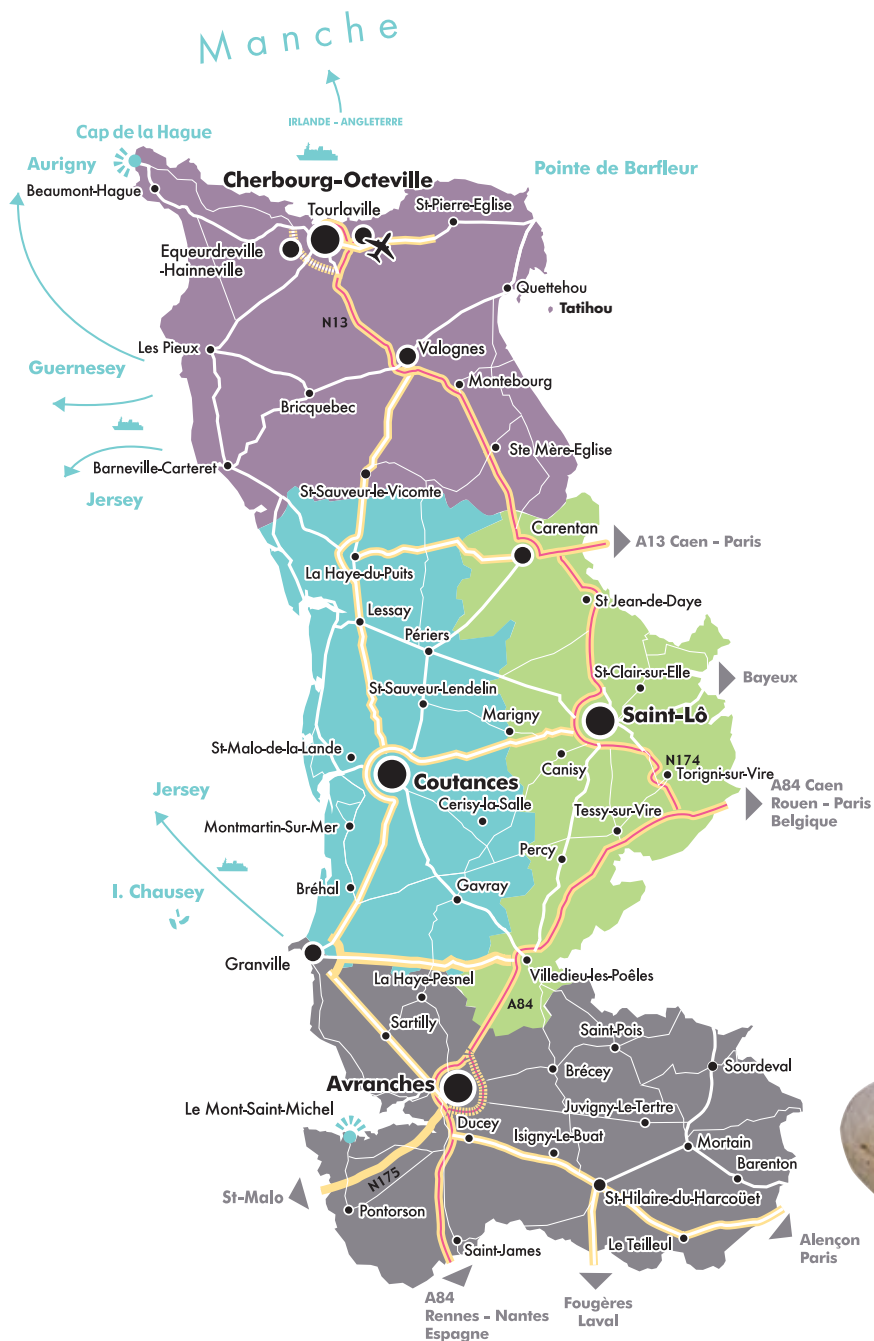 Manche
IRLANDE - ANGLETERRE
Cap de la Hague
Aurigny
Beaumont-Hague
Cherbourg-Octeville
Pointe de Barfleur
Tourlaville
St-Pierre-Eglise
Equeurdreville
-Hainneville
Quettehou
Tatihou
N13
Les Pieux
Valognes
Guernesey
Montebourg
Bricquebec
Ste Mère-Eglise
Barneville-Carteret
St-Sauveur-le-Vicomte
Jersey
Carentan
A13 Caen - Paris
La Haye-du-Puits
St Jean-de-Daye
Lessay
Périers
St-Clair-sur-Elle
Bayeux
St-Sauveur-Lendelin
Marigny
Saint-Lô
St-Malo-de-la-Lande
Canisy
N174
Torigni-sur-Vire
Coutances
A84 Caen
Rouen - Paris
Belgique
Jersey
Cerisy-la-Salle
Tessy-sur-Vire
Montmartin-Sur-Mer
Percy
Bréhal
Gavray
I. Chausey
Granville
Villedieu-les-Poêles
La Haye-Pesnel
A84
Sartilly
Saint-Pois
Sourdeval
Brécey
Avranches
Le Mont-Saint-Michel
Juvigny-Le-Tertre
Ducey
Isigny-Le-Buat
Mortain
Barenton
N175
St-Malo
St-Hilaire-du-Harcoüet
Pontorson
Saint-James
Le Teilleul
Alençon
Paris
A84
Rennes - Nantes
Espagne
Fougères
Laval